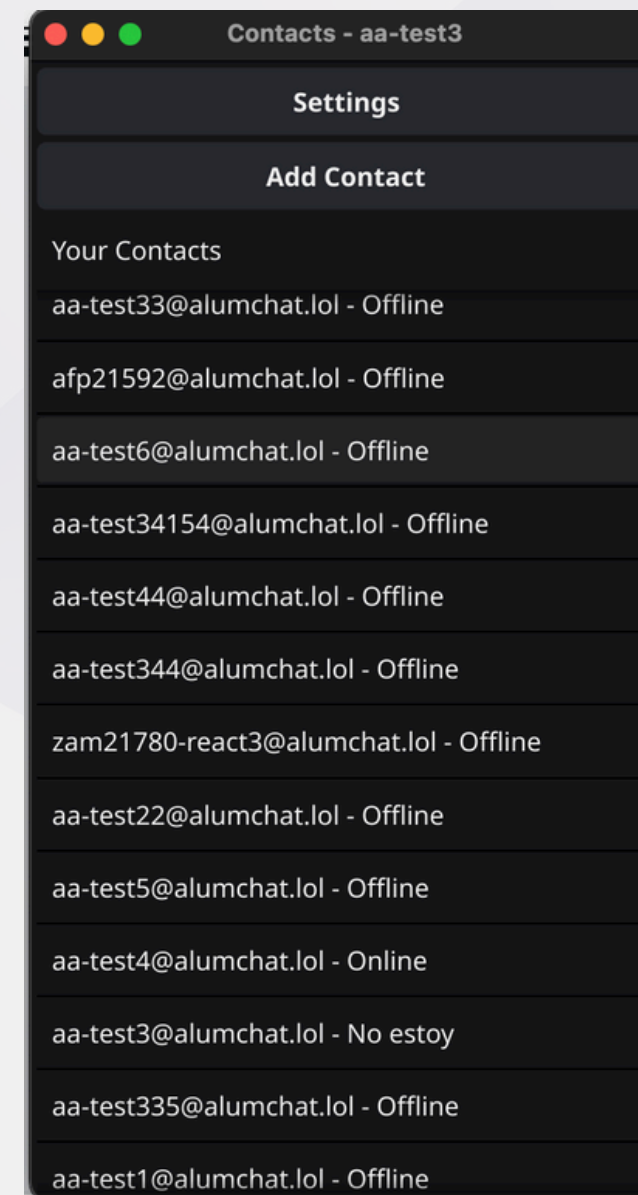 Contacts - aa-test3
Settings
Add Contact
Your Contacts
aa-test33@alumchat.lol - Offline
afp21592@alumchat.lol - Offline
aa-test6@alumchat.lol - Offline
aa-test34154@alumchat.lol - Offline
aa-test44@alumchat.lol - Offline
aa-test344@alumchat.lol - Offline
zam21780-react3@alumchat.lol - Offline
aa-test22@alumchat.lol - Offline
aa-test5@alumchat.lol - Offline
aa-test4@alumchat.lol - Online
aa-test3@alumchat.lol - No estoy
aa-test335@alumchat.lol - Offline
aa-test1@alumchat.lol - Offline